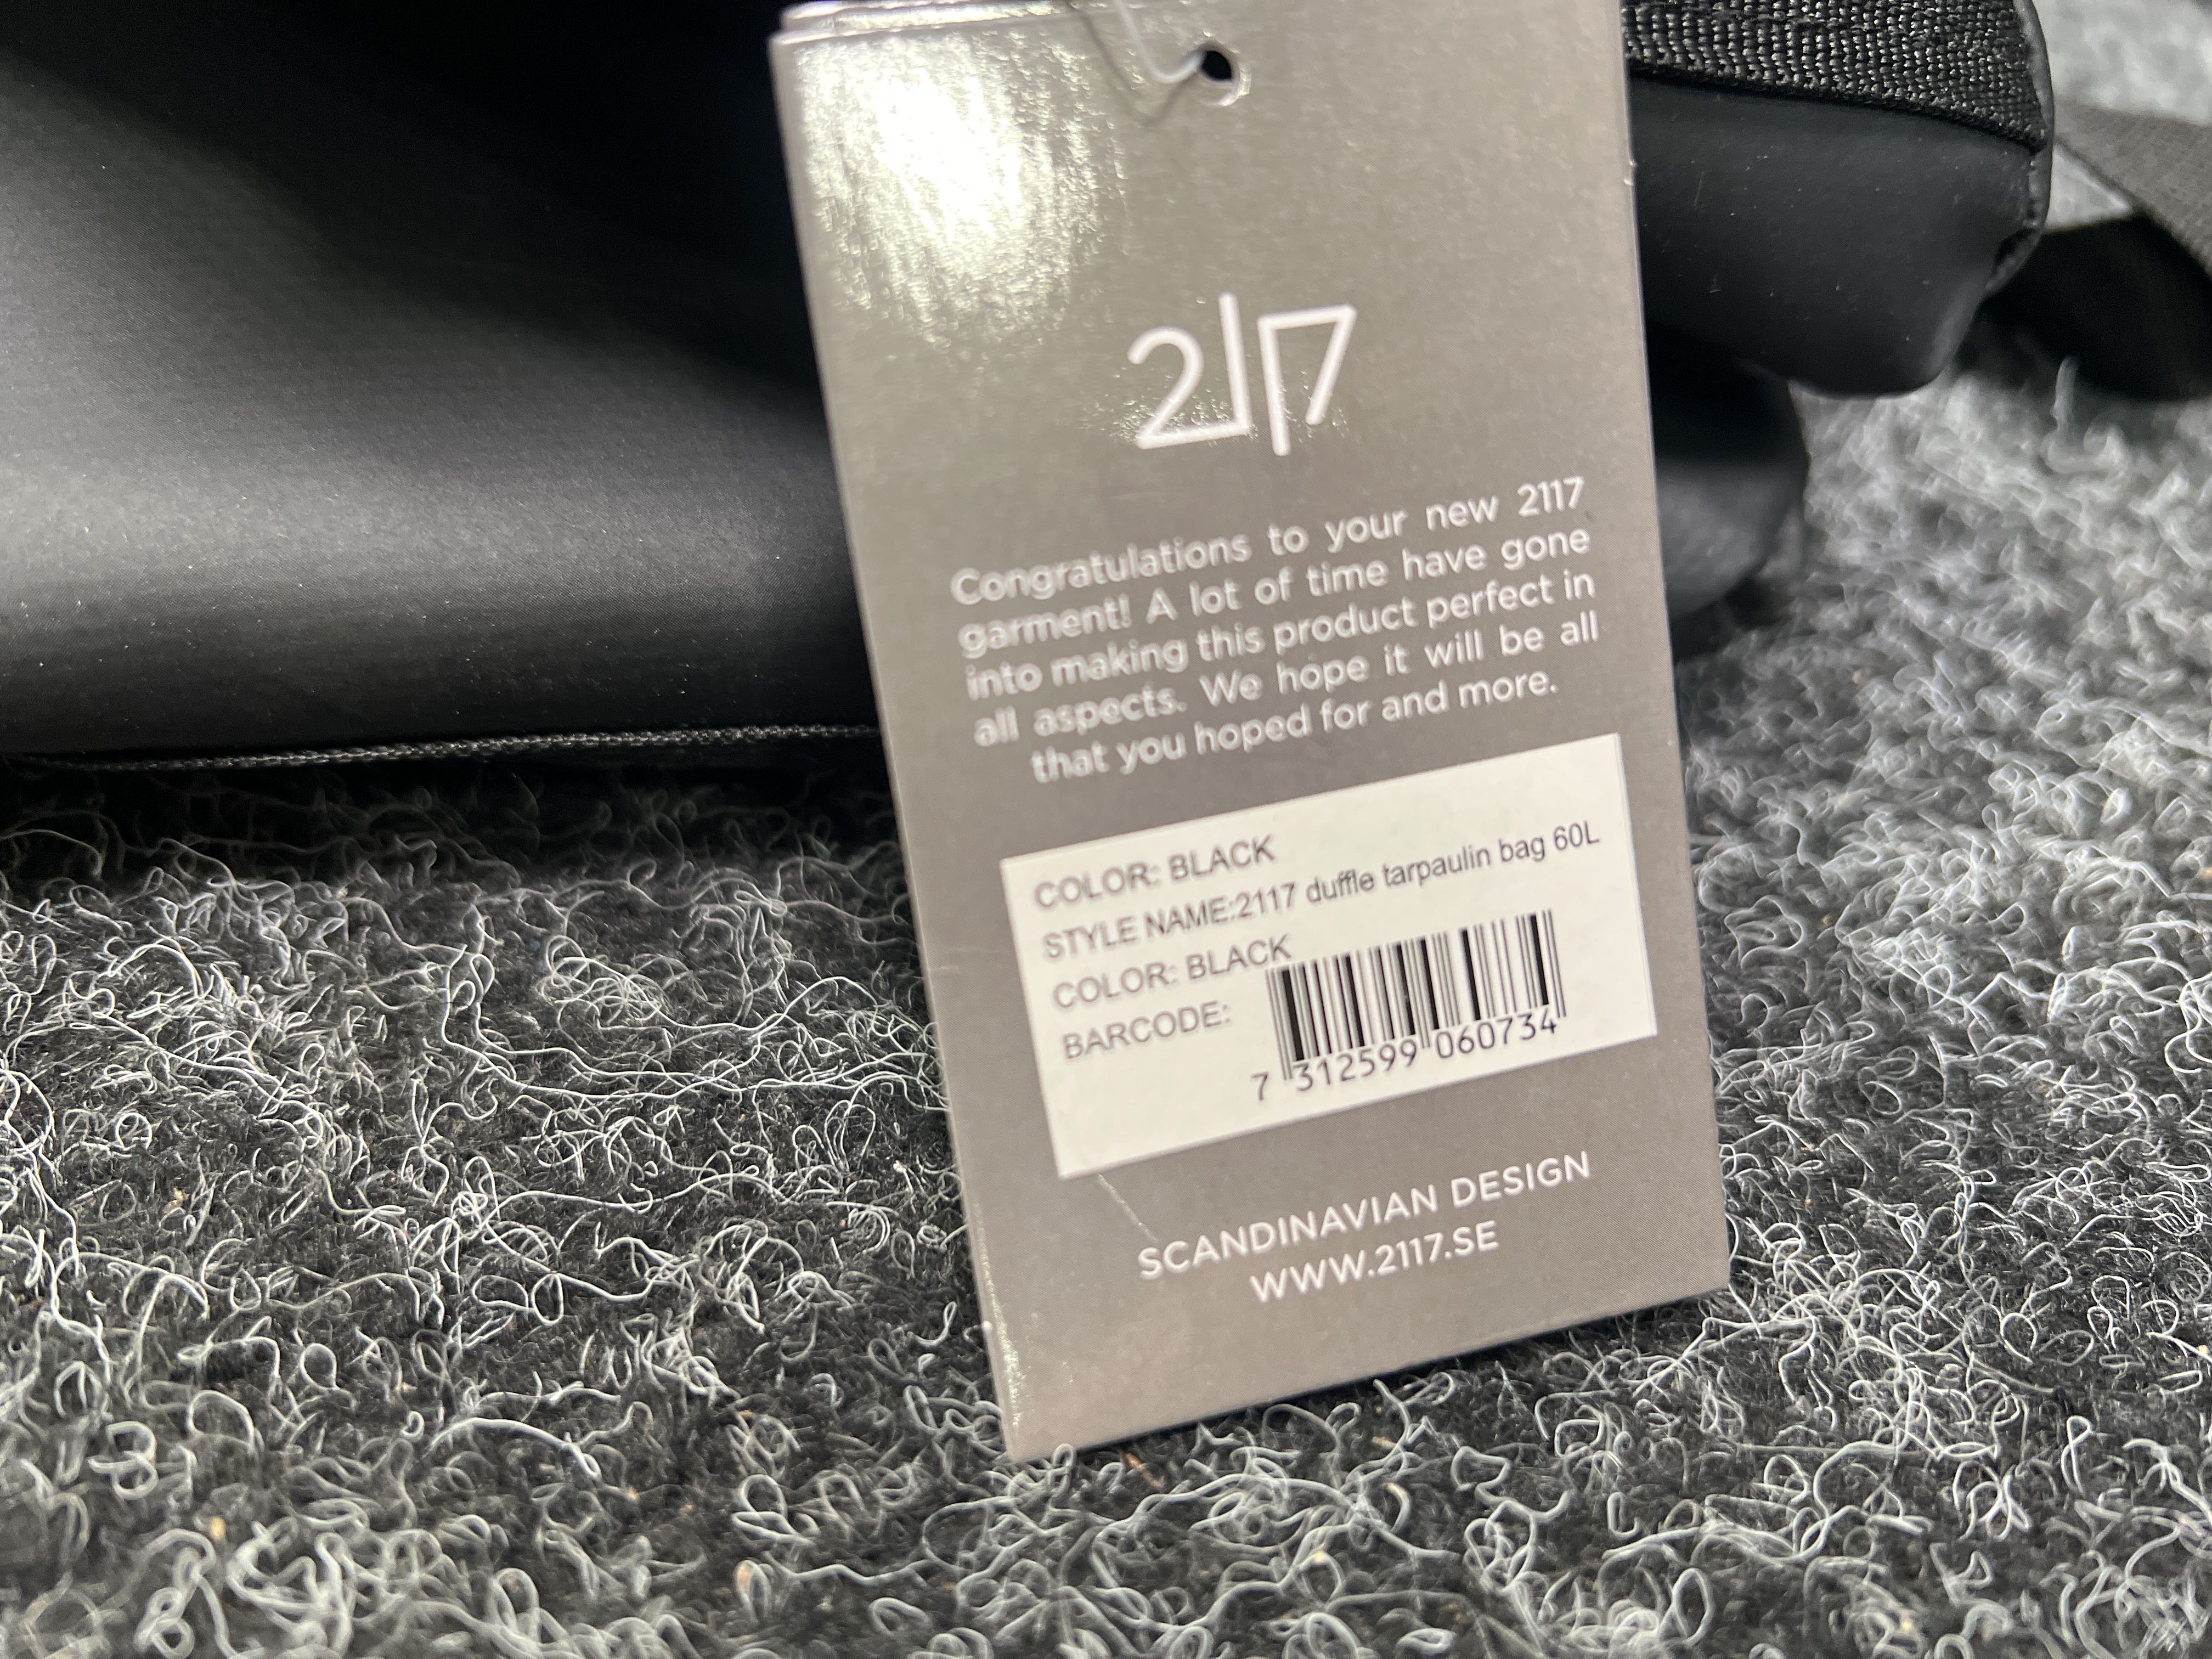 2117
Congratulations to your new 2117
garment! A lot of time have gone
into making this product perfect in
all aspects. We hope it will be all
that you hoped for and more.
COLOR: BLACK
STYLE NAME:2117 duffle tarpaulin bag 60L
COLOR: BLACK
BARCODE:
7 312599 060734
SCANDINAVIAN DESIGN
WWW.2117.SE